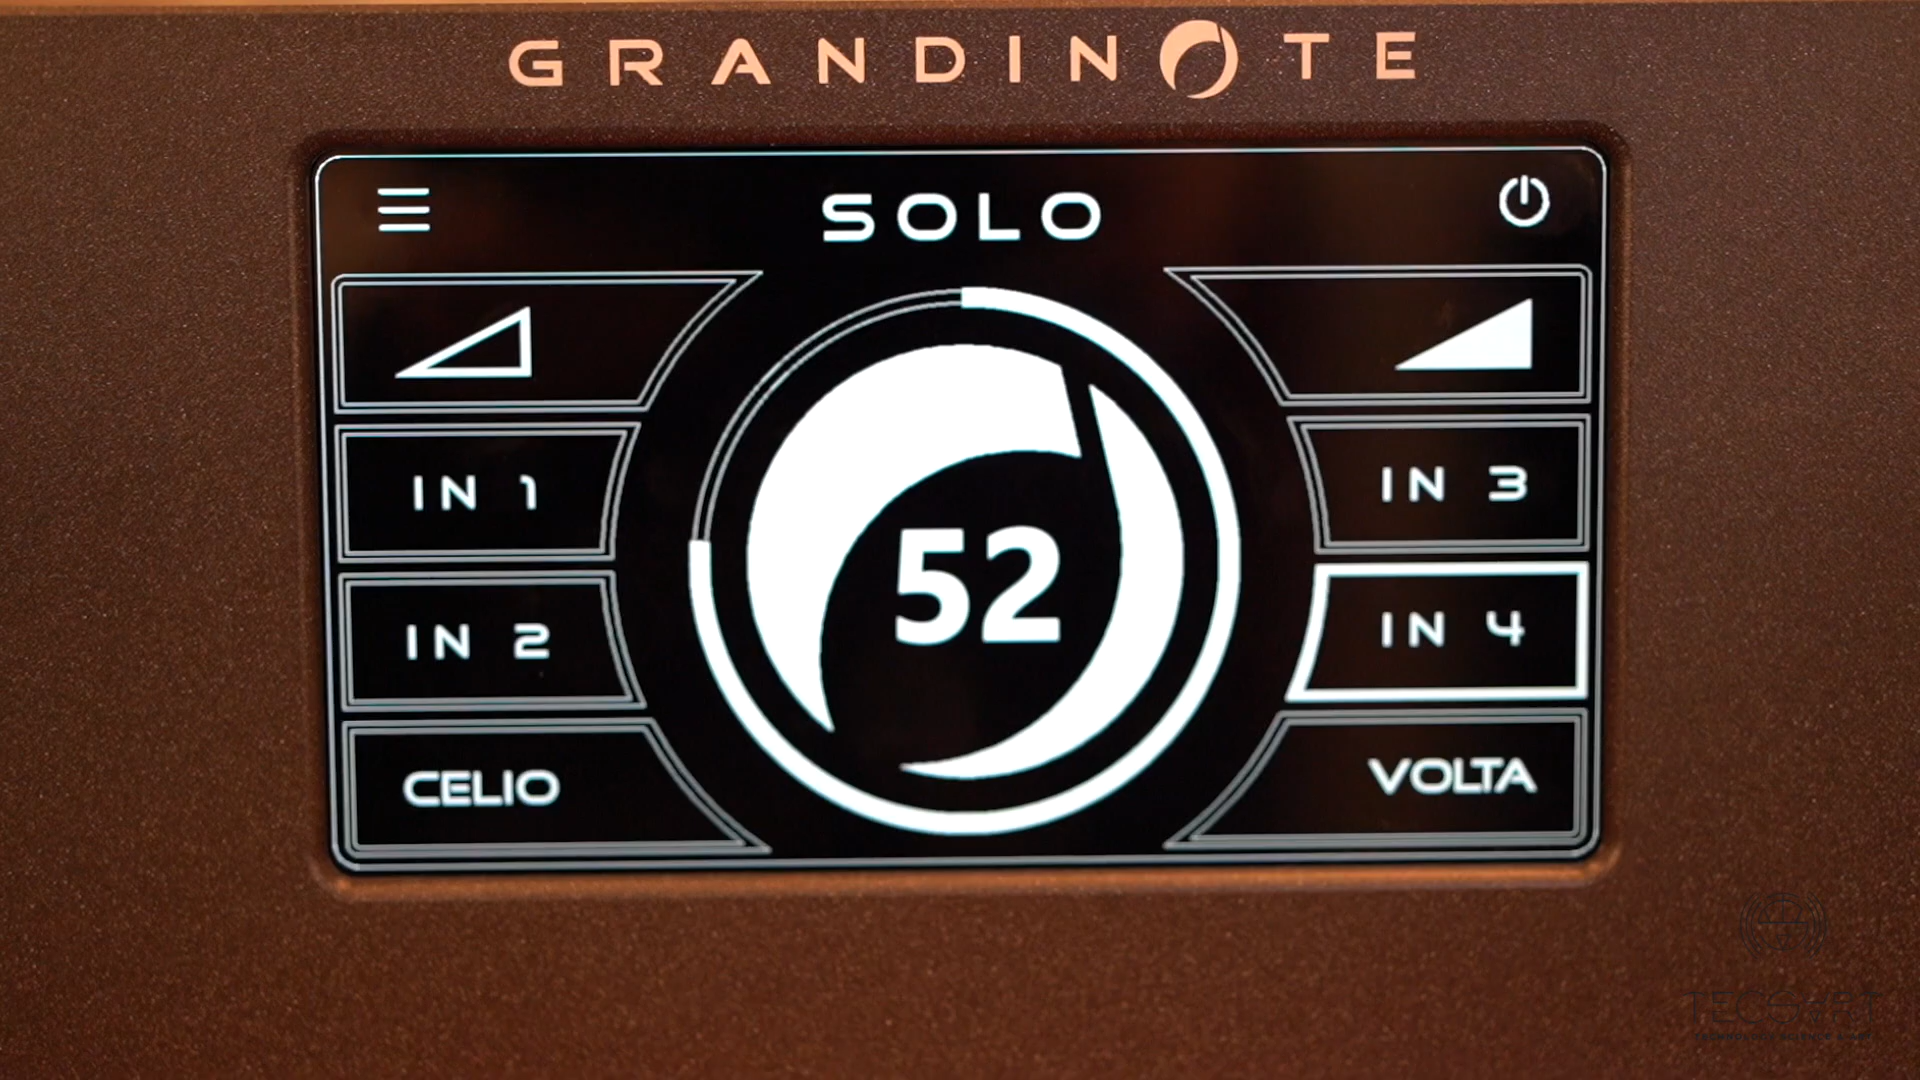 GRANDINOTE
SOLO
IN 1
52
IN 3
IN 2
IN 4
CELIO
VOLTA